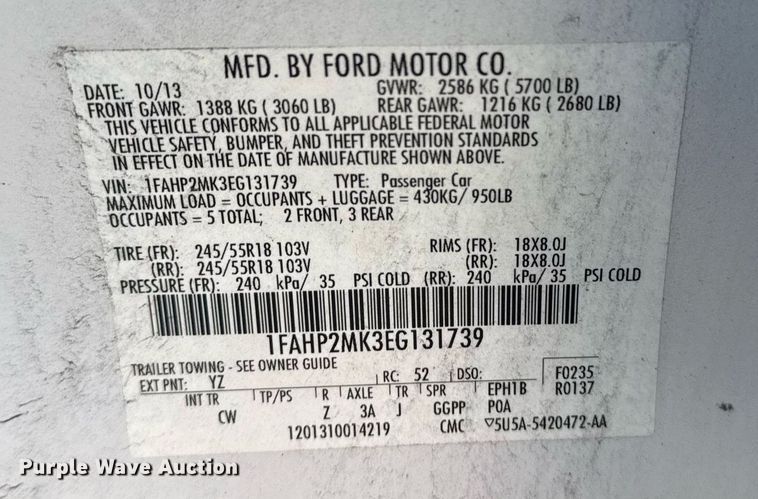 MFD. BY FORD MOTOR CO.
DATE: 10/13 GVWR: 2586 KG ( 5700 LB)
FRONT GAWR: 1388 KG ( 3060 LB) REAR GAWR: 1216 KG ( 2680 LB)
THIS VEHICLE CONFORMS TO ALL APPLICABLE FEDERAL MOTOR
VEHICLE SAFETY, BUMPER, AND THEFT PREVENTION STANDARDS
IN EFFECT ON THE DATE OF MANUFACTURE SHOWN ABOVE.
VIN: 1FAHP2MK3EG131739 TYPE: Passenger Car
MAXIMUM LOAD = OCCUPANTS + LUGGAGE = 430KG/ 950LB
OCCUPANTS = 5 TOTAL; 2 FRONT, 3 REAR
TIRE (FR): 245/55R18 103V RIMS (FR): 18X8.0J
(RR): 245/55R18 103V (RR): 18X8.0J
PRESSURE (FR): 240 kPa/ 35 PSI COLD (RR): 240 kPa/ 35 PSI COLD
1FAHP2MK3EG131739
TRAILER TOWING - SEE OWNER GUIDE
EXT PNT: YZ RC: 52 DSO: F0235
INT TR TP/PS R AXLE TR SPR EPH1B R0137
CW Z 3A J GGPP POA
1201310014219 CMC ▽5U5A-5420472-AA
Purple Wave Auction